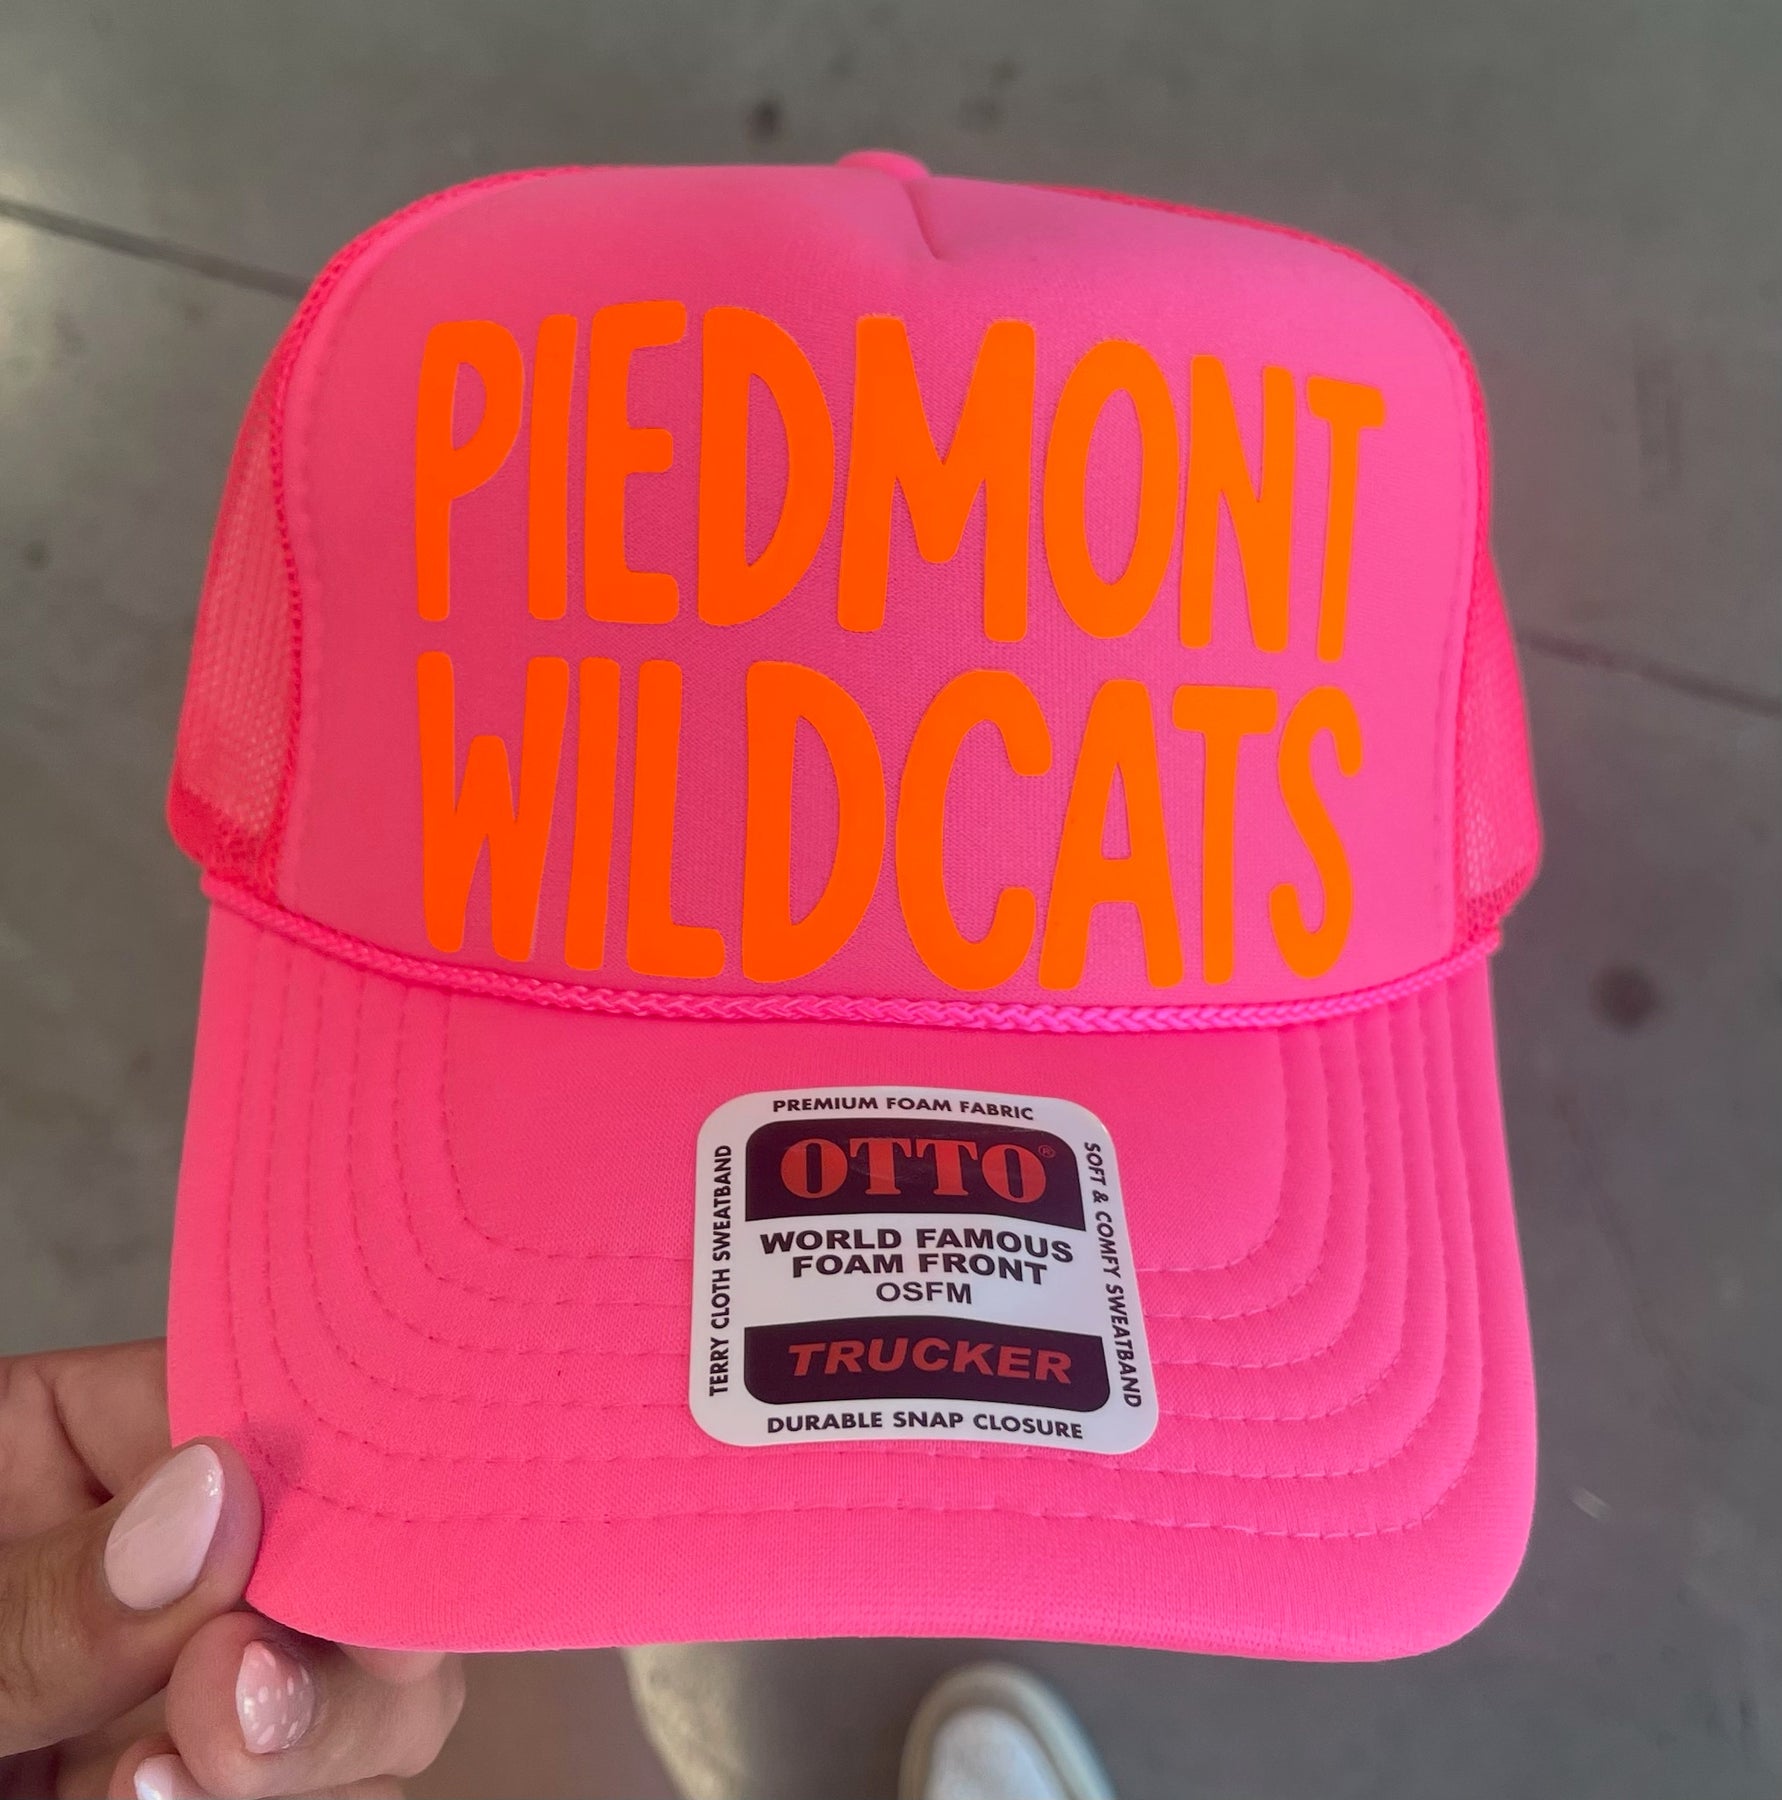 PIEDMONT
WILDCATS
PREMIUM FOAM FABRIC
OTTO®
WORLD FAMOUS
FOAM FRONT
OSFM
TRUCKER
DURABLE SNAP CLOSURE
TERRY CLOTH SWEATBAND
SOFT & COMFY SWEATBAND